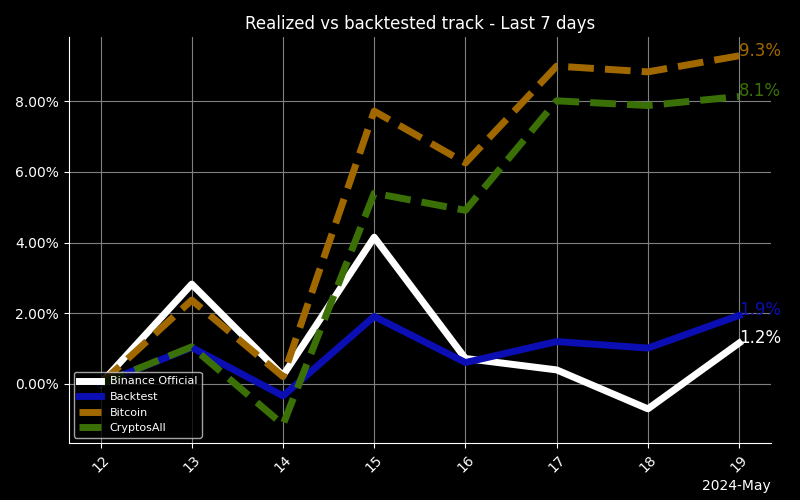 Realized vs backtested track - Last 7 days
9.3%
8.1%
8.00%
6.00%
4.00%
2.00%
0.00%
1.9%
1.2%
Binance Official
Backtest
Bitcoin
CryptosAll
12
13
14
15
16
17
18
19
2024-May